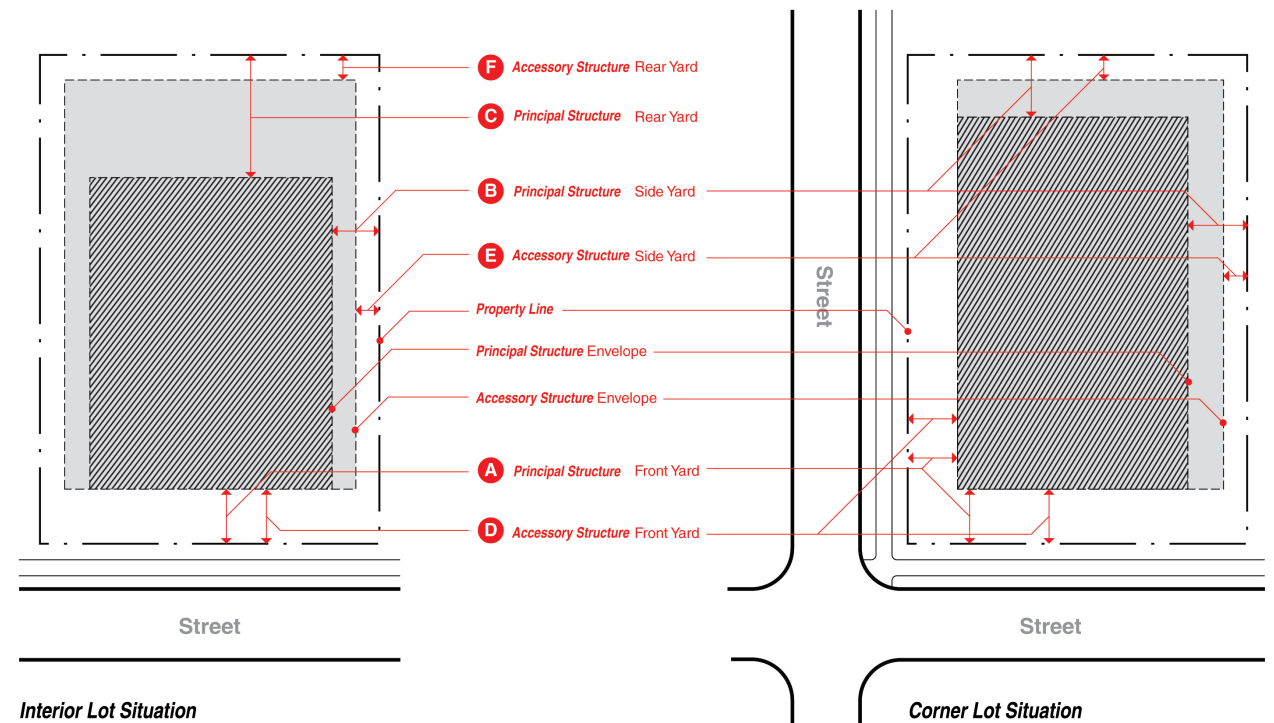 F Accessory Structure Rear Yard
C Principal Structure Rear Yard
B Principal Structure Side Yard
E Accessory Structure Side Yard
Property Line
Principal Structure Envelope
Accessory Structure Envelope
A Principal Structure Front Yard
D Accessory Structure Front Yard
Street
Street
Street
Interior Lot Situation
Corner Lot Situation